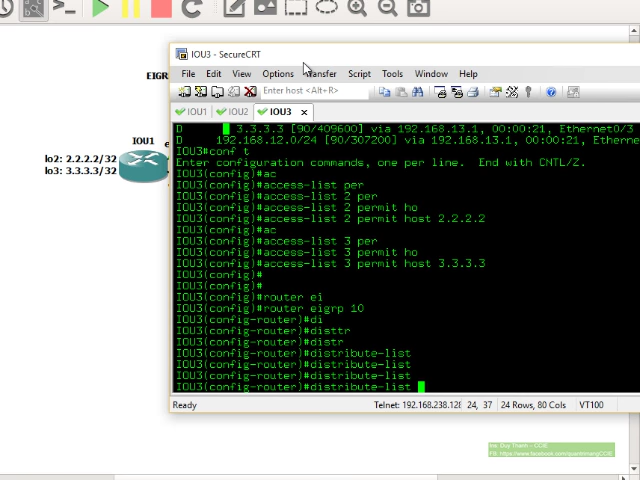 IOU3 - SecureCRT
EIGR
File Edit View Options Transfer Script Tools Window Help
Enter host <Alt+R>
IOU1 IOU2 IOU3
D 3.3.3.3 [90/409600] via 192.168.13.1, 00:00:21, Ethernet0/3
D 192.168.12.0/24 [90/307200] via 192.168.13.1, 00:00:21, Etherne
IOU3#conf t
Enter configuration commands, one per line. End with CNTL/Z.
IOU3(config)#ac
IOU3(config)#access-list per
IOU3(config)#access-list 2 per
IOU3(config)#access-list 2 permit ho
IOU3(config)#access-list 2 permit host 2.2.2.2
IOU3(config)#ac
IOU3(config)#access-list 3 per
IOU3(config)#access-list 3 permit ho
IOU3(config)#access-list 3 permit host 3.3.3.3
IOU3(config)#
IOU3(config)#
IOU3(config)#router ei
IOU3(config)#router eigrp 10
IOU3(config-router)#di
IOU3(config-router)#disttr
IOU3(config-router)#distr
IOU3(config-router)#distribute-list
IOU3(config-router)#distribute-list
IOU3(config-router)#distribute-list
IOU3(config-router)#distribute-list
IOU1 e
lo2: 2.2.2.2/32
lo3: 3.3.3.3/32
Ready Telnet: 192.168.238.128 24, 37 24 Rows, 80 Cols VT100